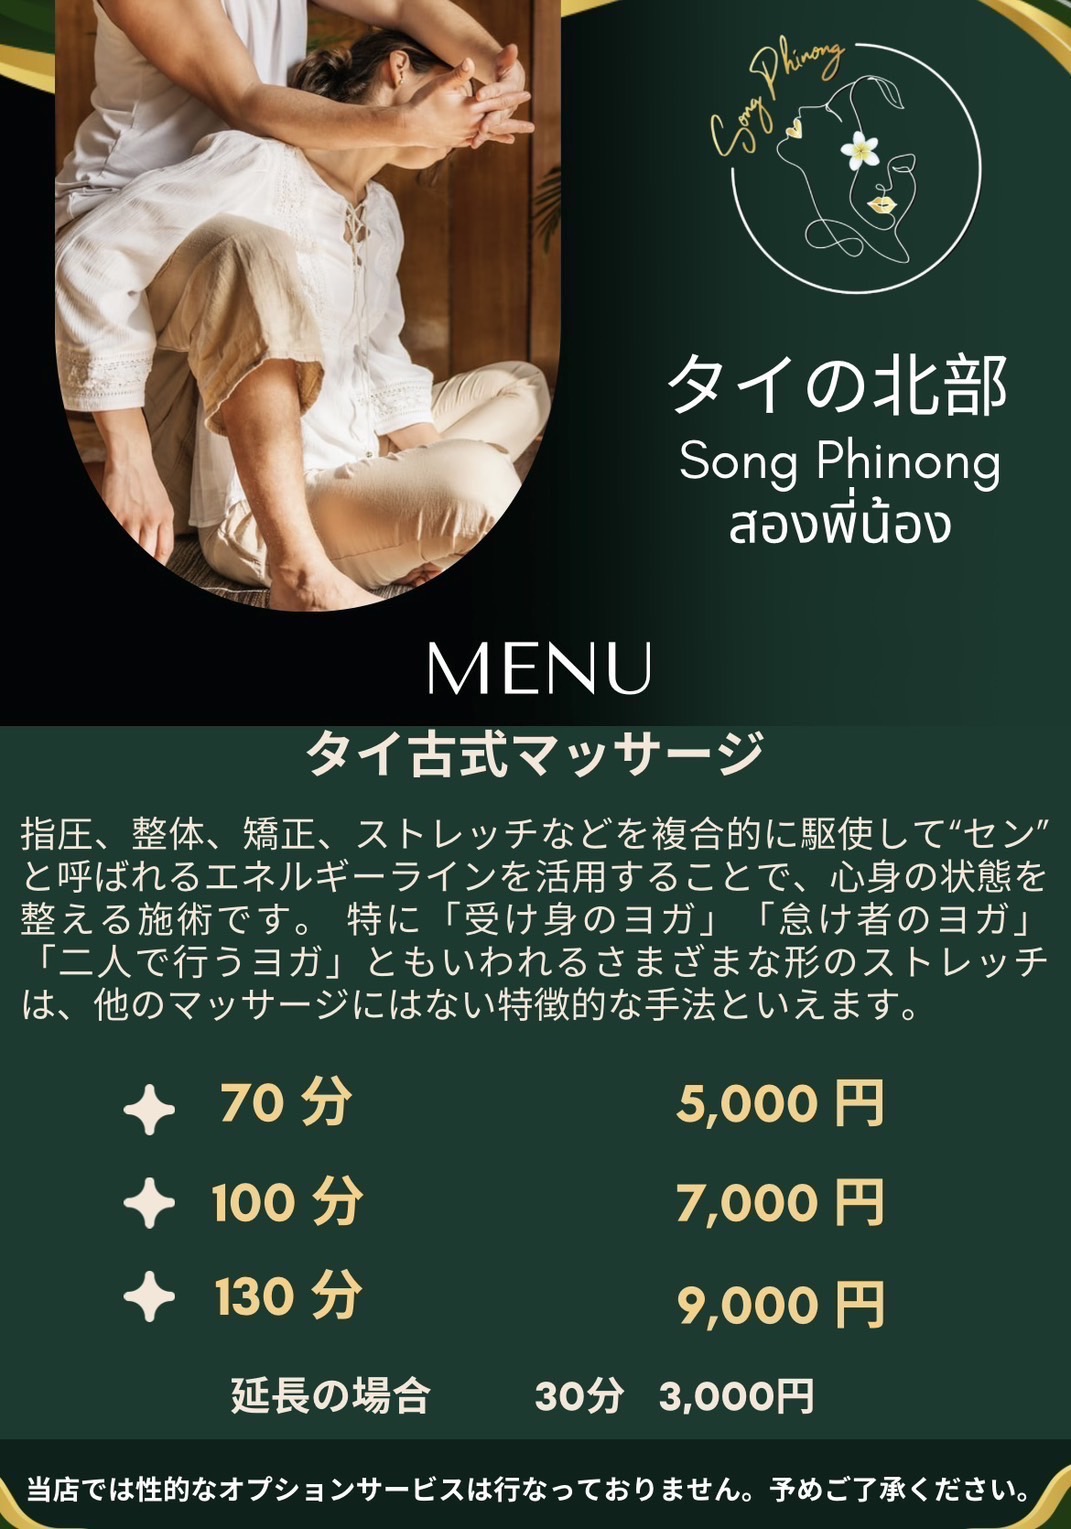 Song Phinong
タイの北部
Song Phinong
สองพี่น้อง
MENU
タイ古式マッサージ
指圧、整体、矯正、ストレッチなどを複合的に駆使して“セン”
と呼ばれるエネルギーラインを活用することで、心身の状態を
整える施術です。 特に「受け身のヨガ」「怠け者のヨガ」
「二人で行うヨガ」ともいわれるさまざまな形のストレッチ
は、他のマッサージにはない特徴的な手法といえます。
70 分 5,000 円
100 分 7,000 円
130 分 9,000 円
延長の場合 30分 3,000円
当店では性的なオプションサービスは行なっておりません。予めご了承ください。